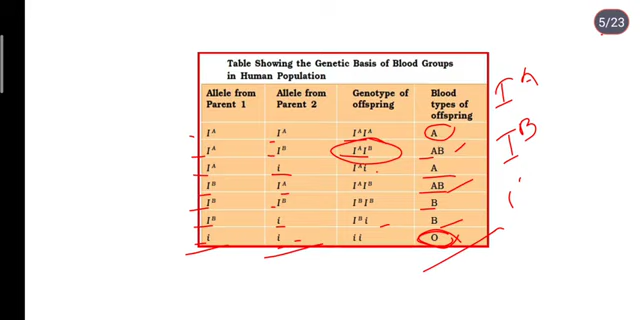 5/23
Table Showing the Genetic Basis of Blood Groups
in Human Population
Allele from Parent 1 Allele from Parent 2 Genotype of offspring Blood types of offspring
Iᴬ Iᴬ IᴬIᴬ A
Iᴬ Iᴮ IᴬIᴮ AB
Iᴬ i Iᴬi A
Iᴮ Iᴬ IᴬIᴮ AB
Iᴮ Iᴮ IᴮIᴮ B
Iᴮ i Iᴮi B
i i i i O
Iᴬ
Iᴮ
i